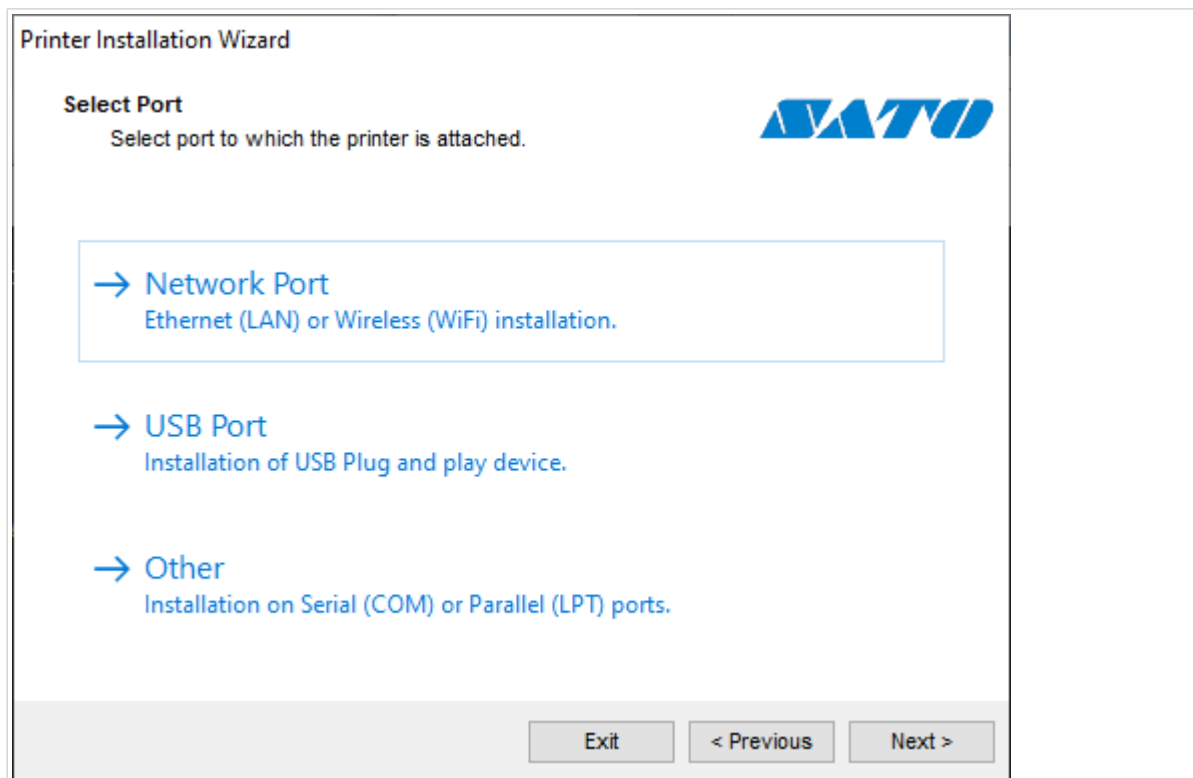 Printer Installation Wizard
Select Port
Select port to which the printer is attached.
SATO
Network Port
Ethernet (LAN) or Wireless (WiFi) installation.
USB Port
Installation of USB Plug and play device.
Other
Installation on Serial (COM) or Parallel (LPT) ports.
Exit
< Previous
Next >